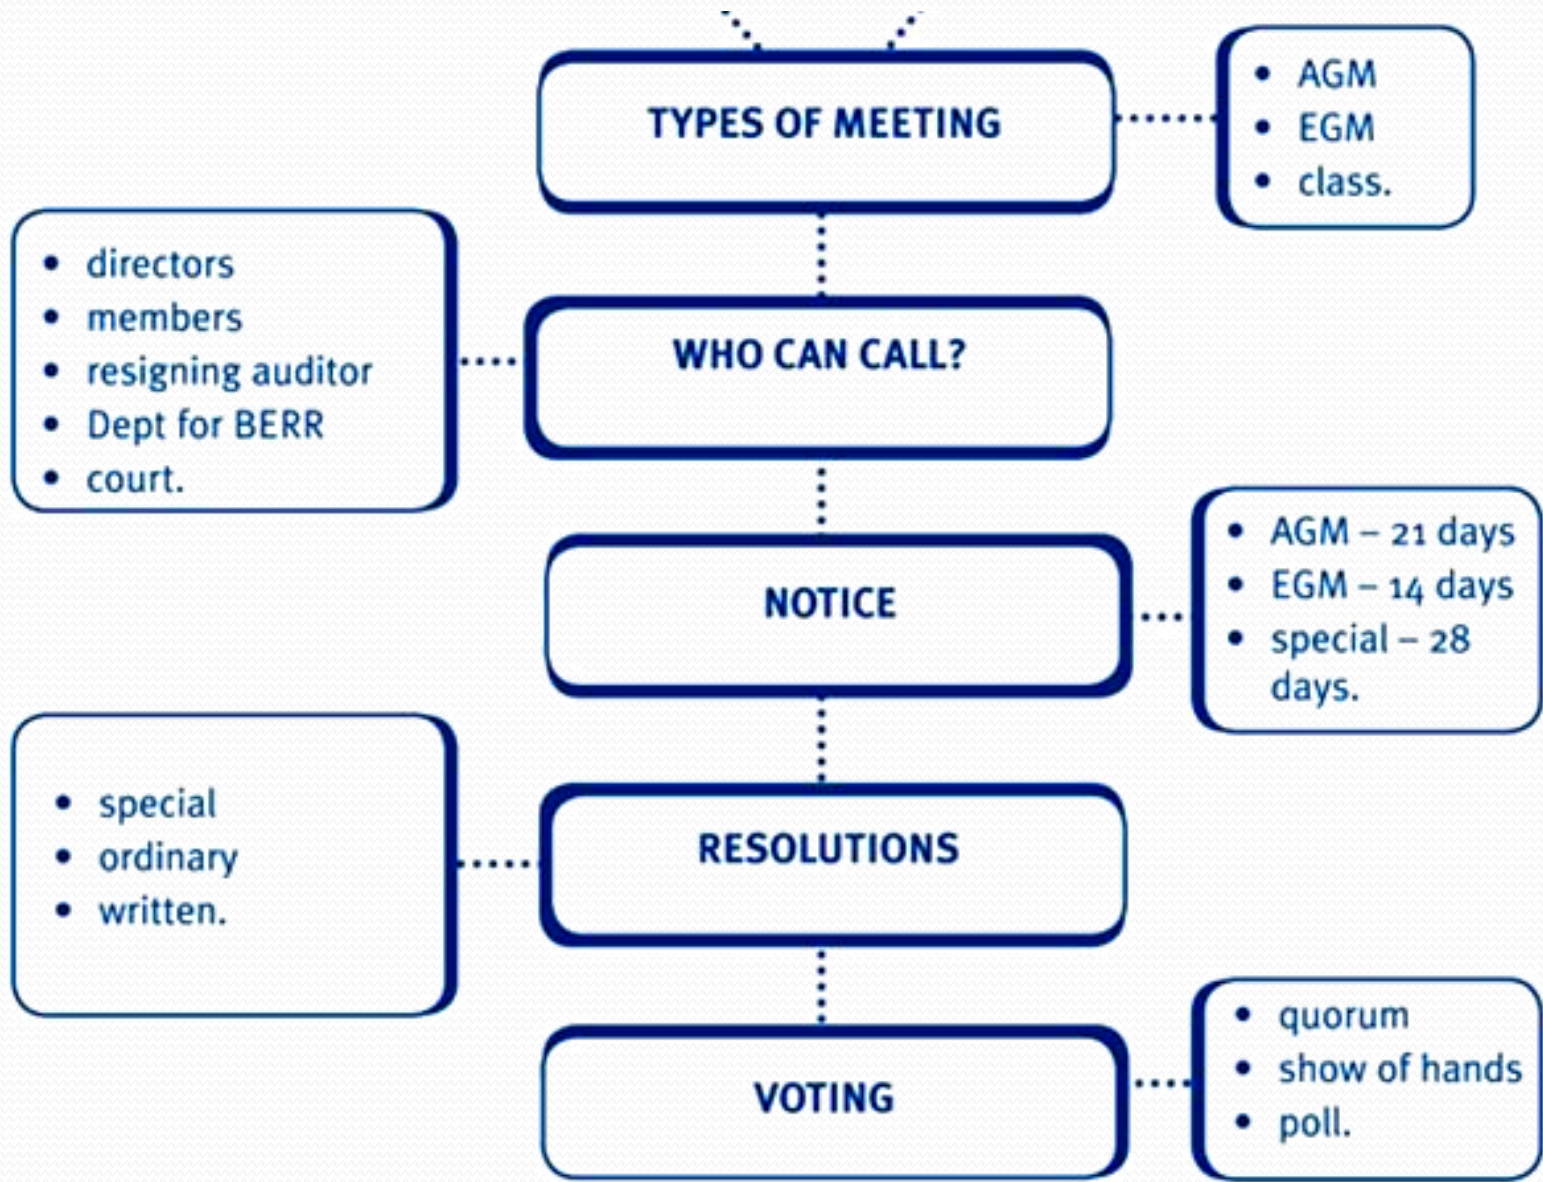 TYPES OF MEETING
• AGM
• EGM
• class.
WHO CAN CALL?
• directors
• members
• resigning auditor
• Dept for BERR
• court.
NOTICE
• AGM – 21 days
• EGM – 14 days
• special – 28
days.
RESOLUTIONS
• special
• ordinary
• written.
VOTING
• quorum
• show of hands
• poll.